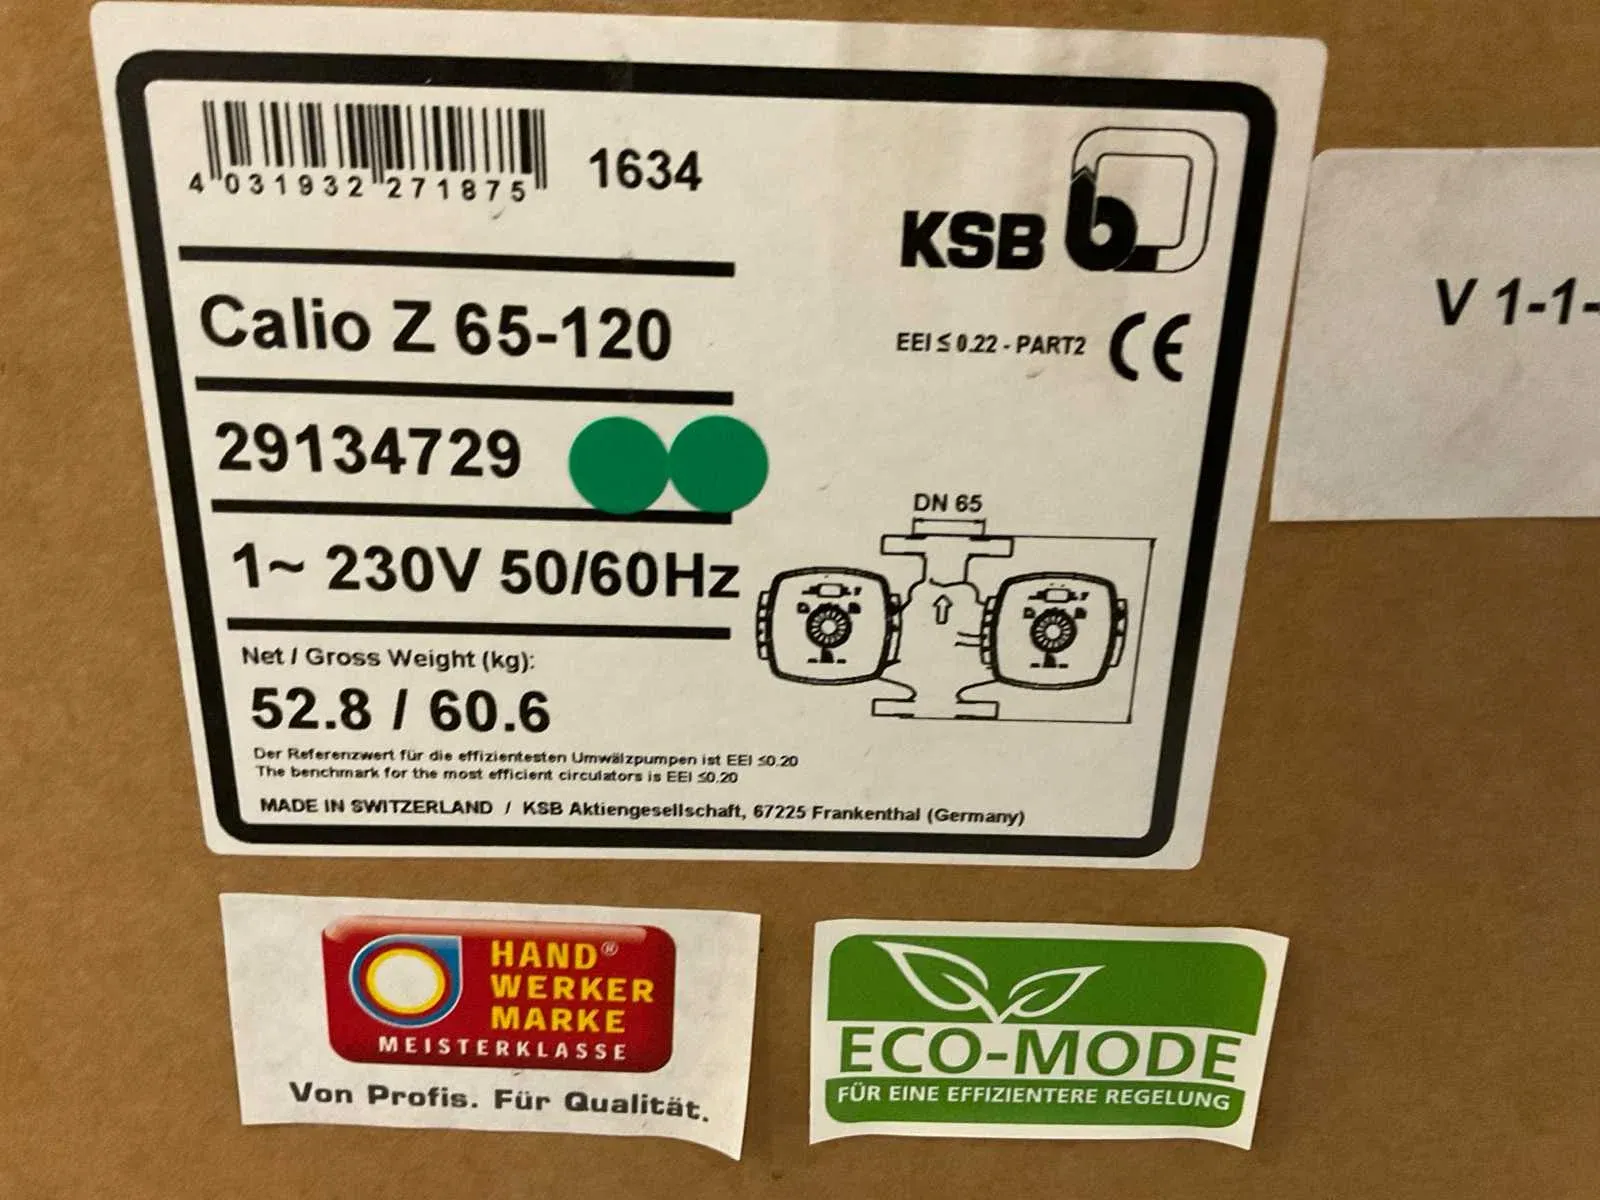 4 031932 271875
1634
KSB b
Calio Z 65-120
EEI ≤ 0.22 - PART2 CE
29134729
1~ 230V 50/60Hz
DN 65
Net / Gross Weight (kg):
52.8 / 60.6
Der Referenzwert für die effizientesten Umwälzpumpen ist EEI ≤0.20
The benchmark for the most efficient circulators is EEI ≤0.20
MADE IN SWITZERLAND / KSB Aktiengesellschaft, 67225 Frankenthal (Germany)
V 1-1-
HAND®
WERKER
MARKE
MEISTERKLASSE
Von Profis. Für Qualität.
ECO-MODE
FÜR EINE EFFIZIENTERE REGELUNG